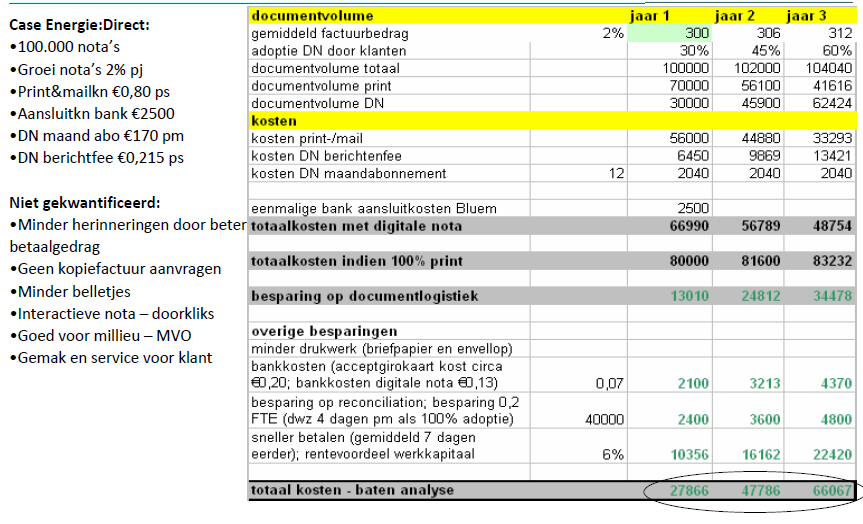 Case Energie:Direct:
•100.000 nota's
•Groei nota's 2% pj
•Print&mailkn €0,80 ps
•Aansluitkn bank €2500
•DN maand abo €170 pm
•DN berichtfee €0,215 ps
Niet gekwantificeerd:
•Minder herinneringen door beter
betaalgedrag
•Geen kopiefactuur aanvragen
•Minder belletjes
•Interactieve nota – doorkliks
•Goed voor millieu – MVO
•Gemak en service voor klant
documentvolume jaar 1 jaar 2 jaar 3
gemiddeld factuurbedrag 2% 300 306 312
adoptie DN door klanten 30% 45% 60%
documentvolume totaal 100000 102000 104040
documentvolume print 70000 56100 41616
documentvolume DN 30000 45900 62424
kosten
kosten print-/mail 56000 44880 33293
kosten DN berichtenfee 6450 9869 13421
kosten DN maandabonnement 12 2040 2040 2040
eenmalige bank aansluitkosten Bluem 2500
totaalkosten met digitale nota 66990 56789 48754
totaalkosten indien 100% print 80000 81600 83232
besparing op documentlogistiek 13010 24812 34478
overige besparingen
minder drukwerk (briefpapier en envellop)
bankkosten (acceptgirokaart kost circa
€0,20; bankkosten digitale nota €0,13) 0,07 2100 3213 4370
besparing op reconciliation; besparing 0,2
FTE (dwz 4 dagen pm als 100% adoptie) 40000 2400 3600 4800
sneller betalen (gemiddeld 7 dagen
eerder); rentevoordeel werkkapitaal 6% 10356 16162 22420
totaal kosten - baten analyse 27866 47786 66067